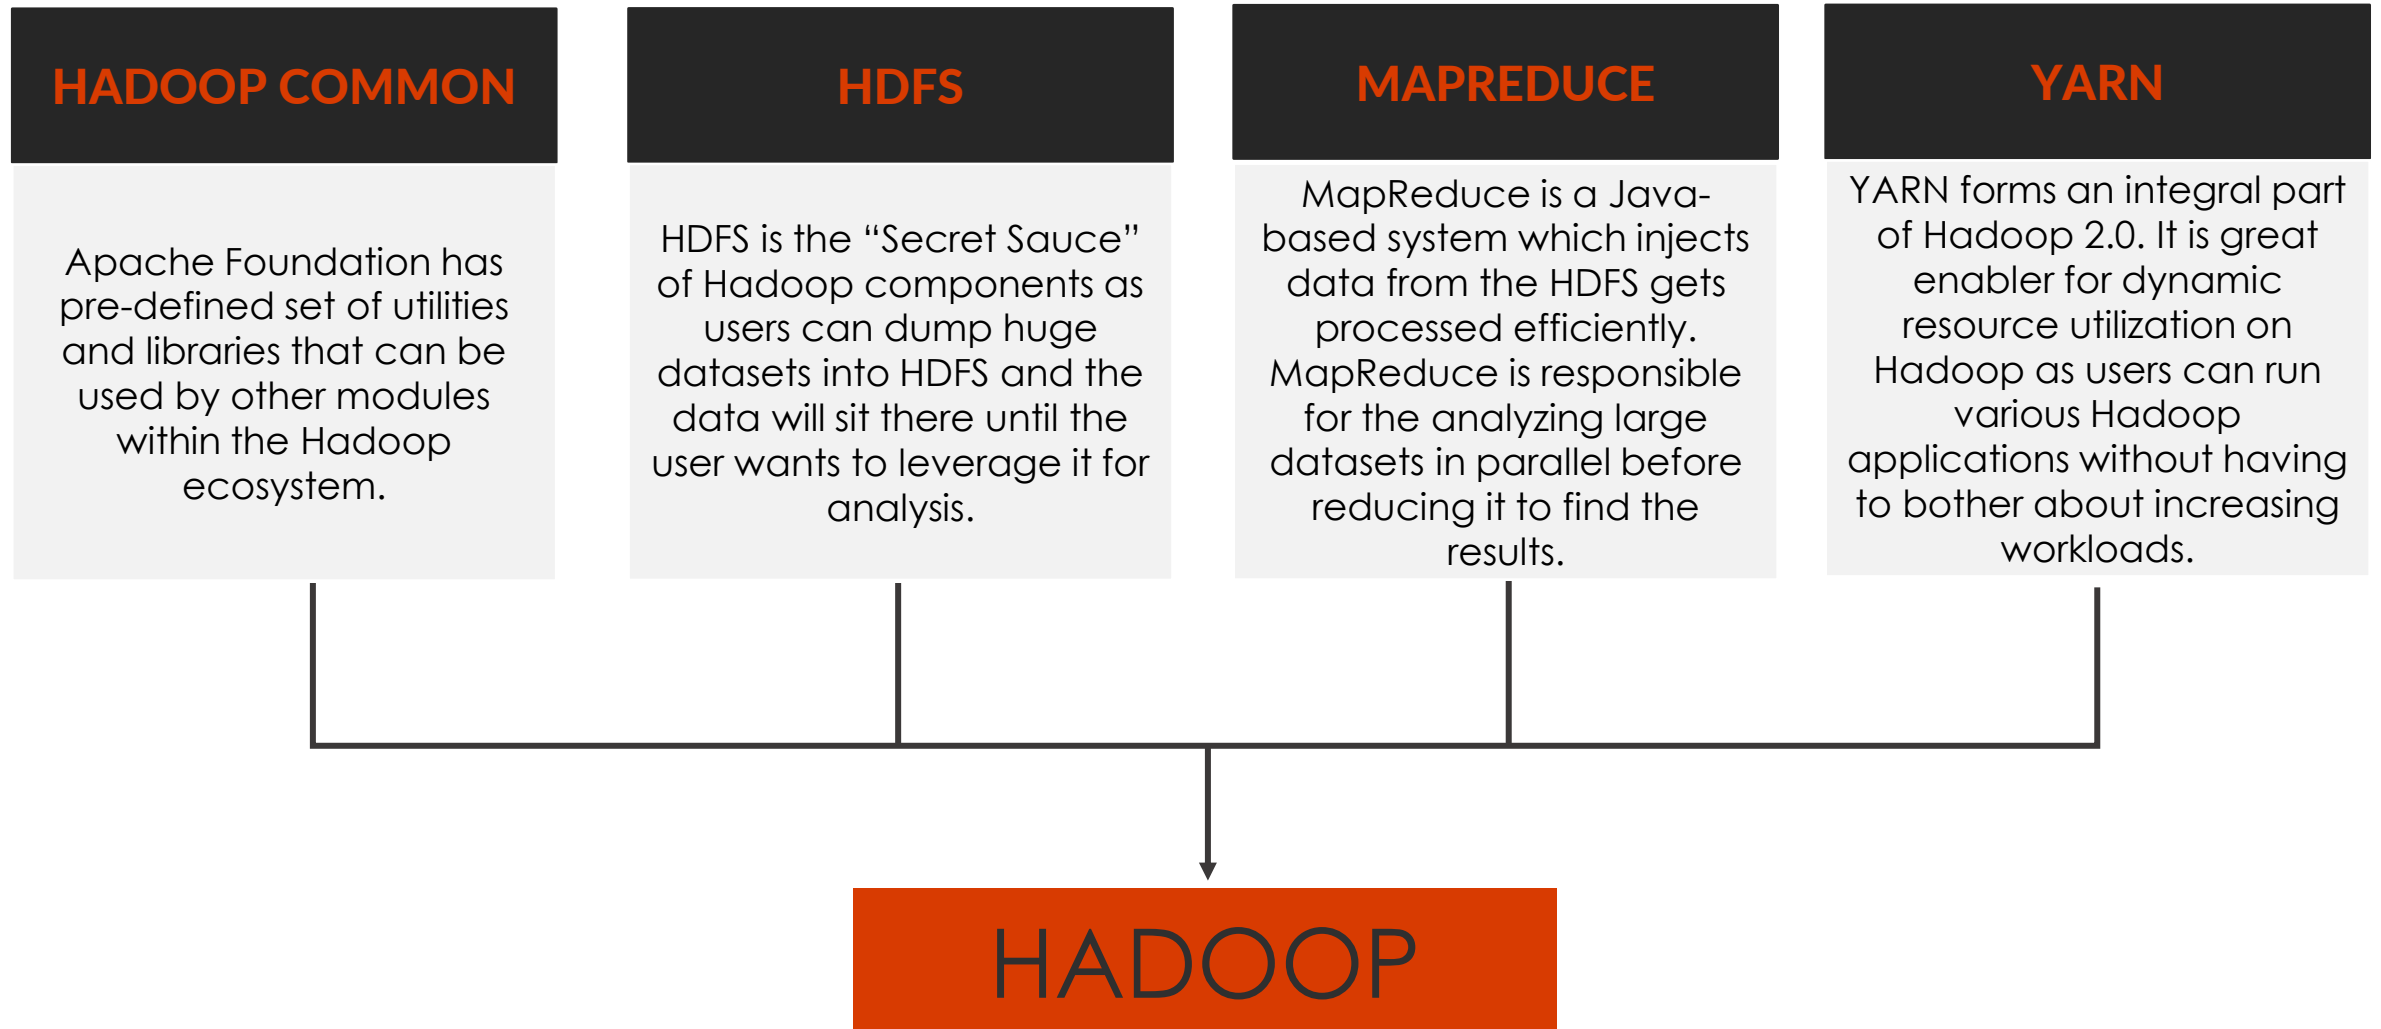 HADOOP COMMON
Apache Foundation has
pre-defined set of utilities
and libraries that can be
used by other modules
within the Hadoop
ecosystem.
HDFS
HDFS is the “Secret Sauce”
of Hadoop components as
users can dump huge
datasets into HDFS and the
data will sit there until the
user wants to leverage it for
analysis.
MAPREDUCE
MapReduce is a Java-
based system which injects
data from the HDFS gets
processed efficiently.
MapReduce is responsible
for the analyzing large
datasets in parallel before
reducing it to find the
results.
YARN
YARN forms an integral part
of Hadoop 2.0. It is great
enabler for dynamic
resource utilization on
Hadoop as users can run
various Hadoop
applications without having
to bother about increasing
workloads.
HADOOP